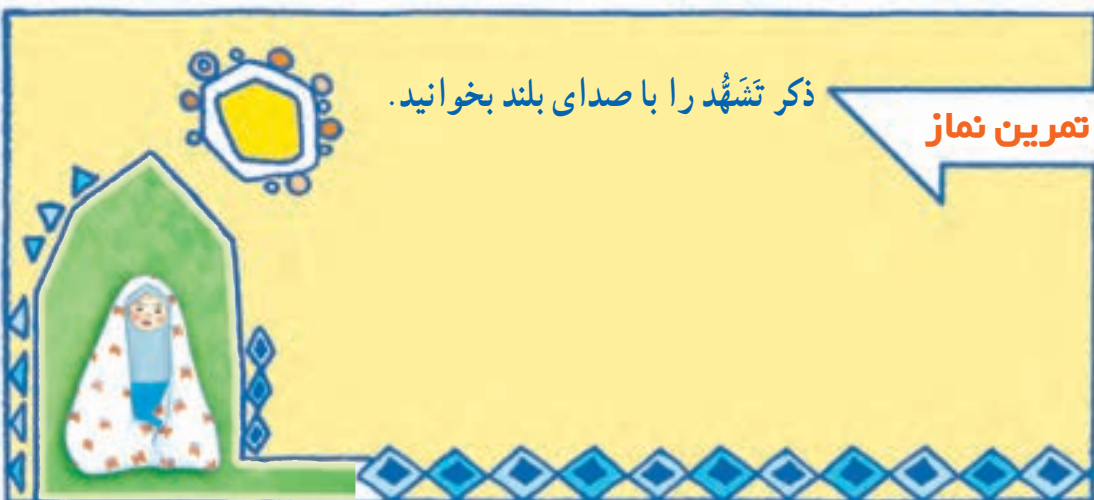 تمرین نماز
ذکر تَشَهُّد را با صدای بلند بخوانید.